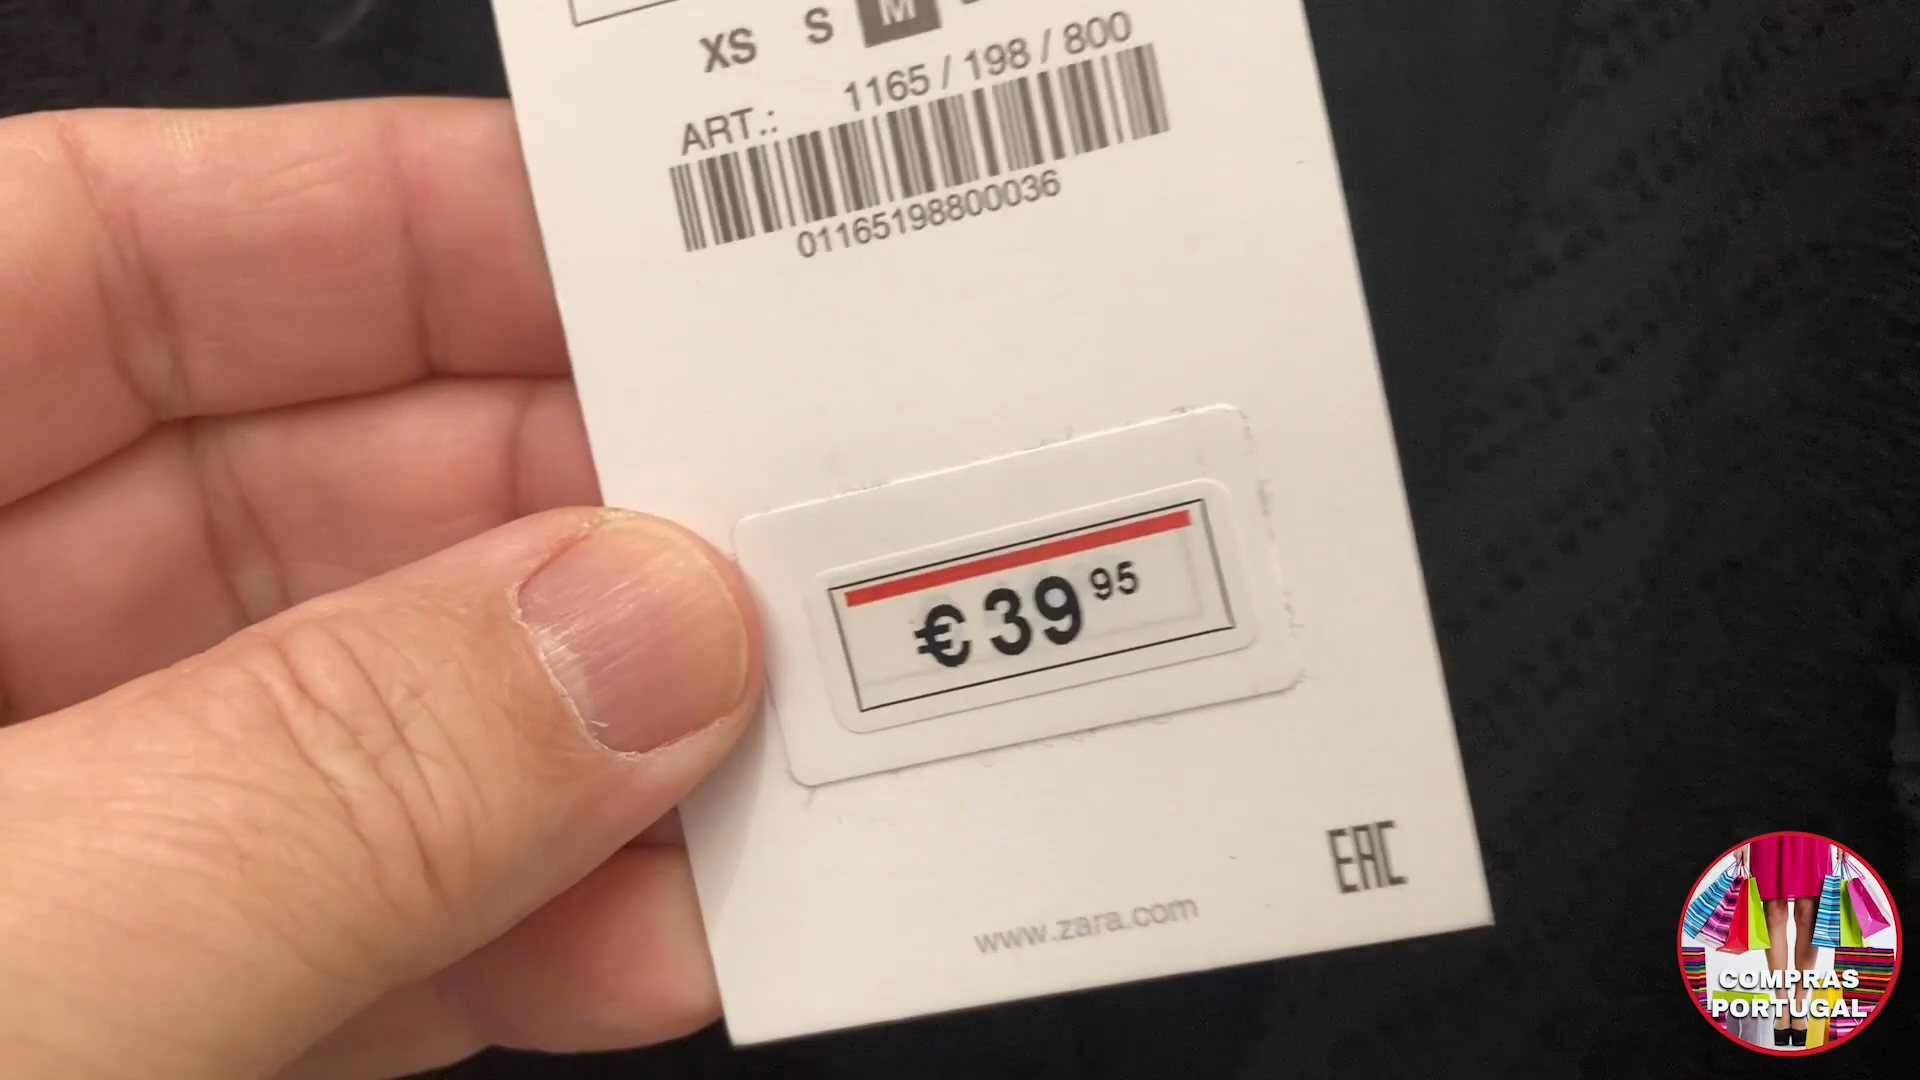 XS S M
ART.: 1165 / 198 / 800
01165198800036
€ 39 95
EAC
www.zara.com
COMPRAS
PORTUGAL